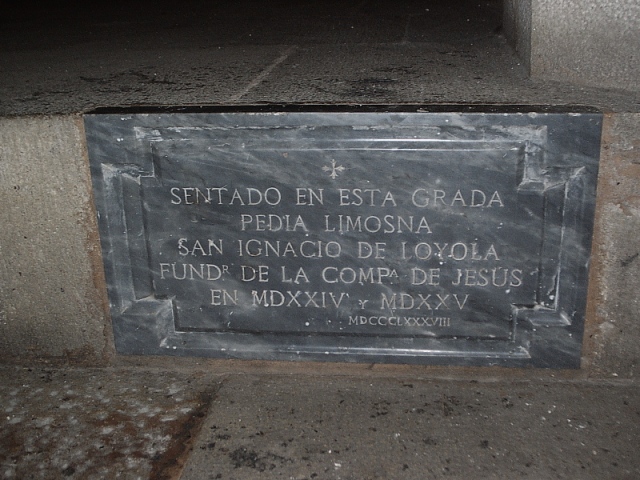 SENTADO EN ESTA GRADA
PEDIA LIMOSNA
SAN IGNACIO DE LOYOLA
FUNDᴿ DE LA COMPᴬ DE JESÚS
EN MDXXIV Y MDXXV
MDCCCLXXXVIII